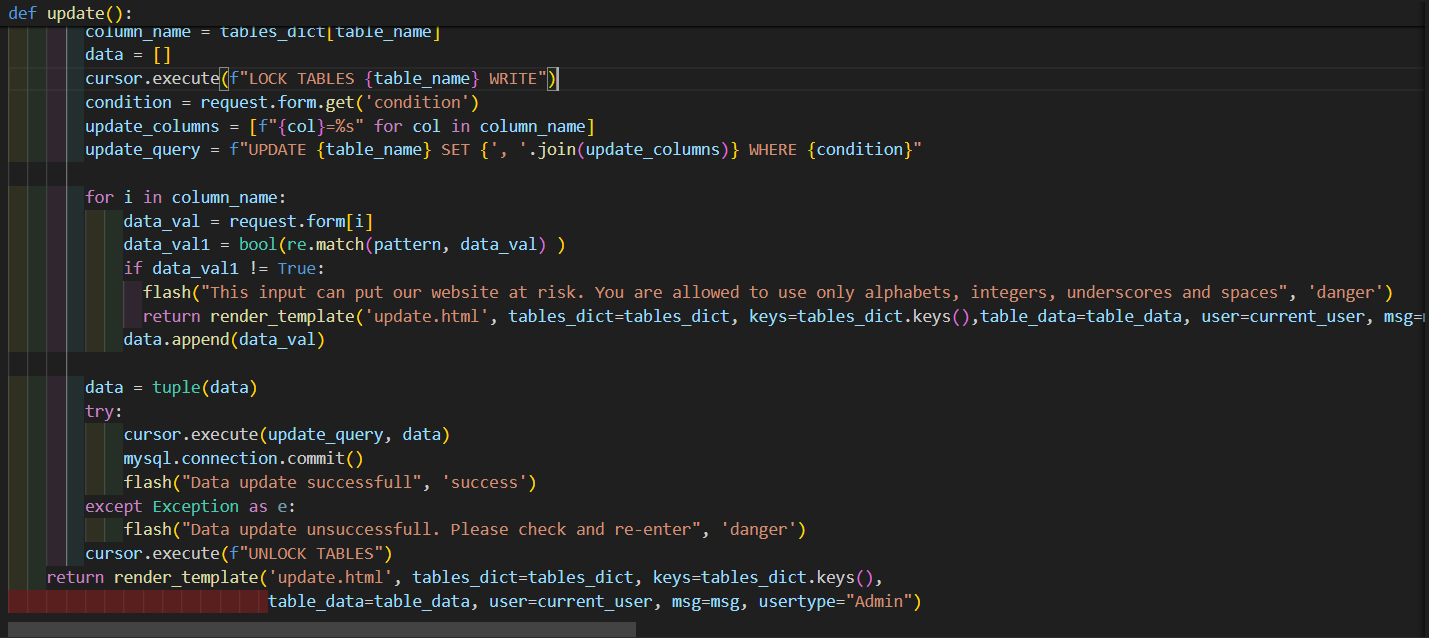 def update():
column_name = tables_dict[table_name]
data = []
cursor.execute(f"LOCK TABLES {table_name} WRITE")
condition = request.form.get('condition')
update_columns = [f"{col}=%s" for col in column_name]
update_query = f"UPDATE {table_name} SET {', '.join(update_columns)} WHERE {condition}"
for i in column_name:
data_val = request.form[i]
data_val1 = bool(re.match(pattern, data_val) )
if data_val1 != True:
flash("This input can put our website at risk. You are allowed to use only alphabets, integers, underscores and spaces", 'danger')
return render_template('update.html', tables_dict=tables_dict, keys=tables_dict.keys(),table_data=table_data, user=current_user, msg=
data.append(data_val)
data = tuple(data)
try:
cursor.execute(update_query, data)
mysql.connection.commit()
flash("Data update successfull", 'success')
except Exception as e:
flash("Data update unsuccessfull. Please check and re-enter", 'danger')
cursor.execute(f"UNLOCK TABLES")
return render_template('update.html', tables_dict=tables_dict, keys=tables_dict.keys(),
table_data=table_data, user=current_user, msg=msg, usertype="Admin")